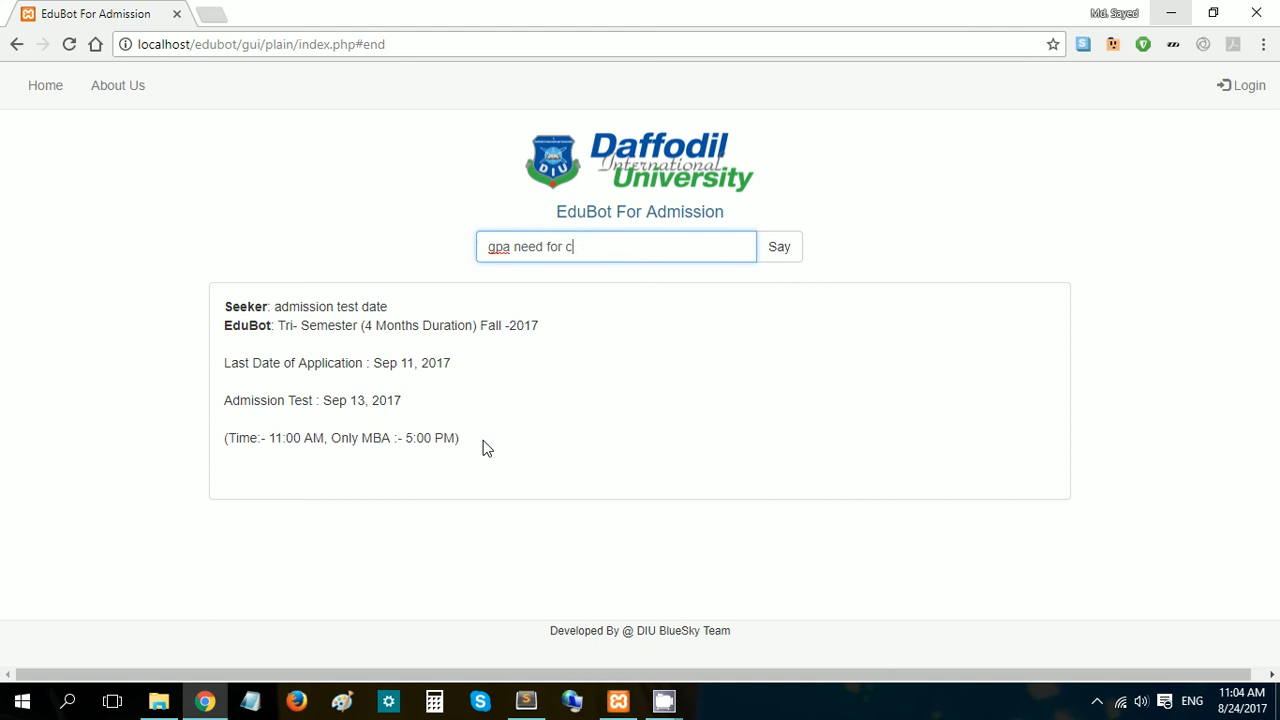 EduBot For Admission
Md. Sayed
localhost/edubot/gui/plain/index.php#end
Home About Us Login
DIU
Daffodil
International
University
EduBot For Admission
gpa need for c Say
Seeker: admission test date
EduBot: Tri- Semester (4 Months Duration) Fall -2017
Last Date of Application : Sep 11, 2017
Admission Test : Sep 13, 2017
(Time:- 11:00 AM, Only MBA :- 5:00 PM)
Developed By @ DIU BlueSky Team
ENG
11:04 AM
8/24/2017